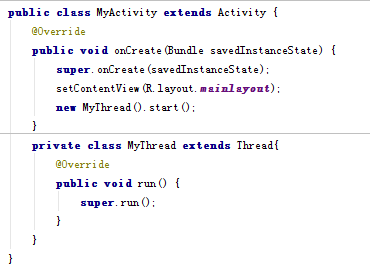 public class MyActivity extends Activity {
@Override
public void onCreate(Bundle savedInstanceState) {
super.onCreate(savedInstanceState);
setContentView(R.layout.mainlayout);
new MyThread().start();
}
private class MyThread extends Thread{
@Override
public void run() {
super.run();
}
}
}